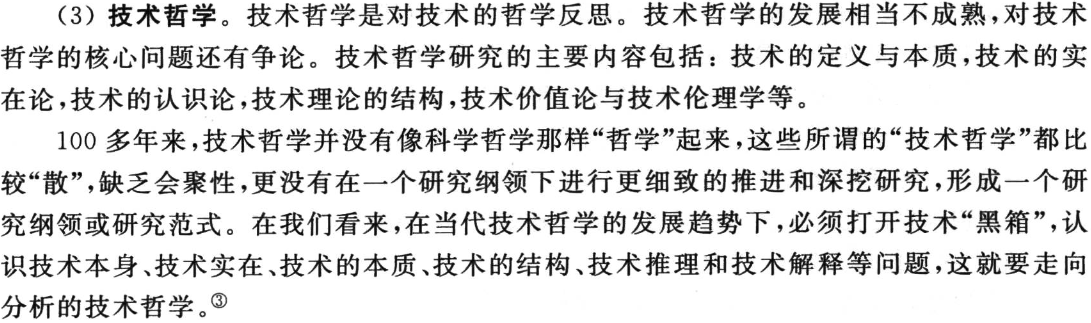 (3) 技术哲学。技术哲学是对技术的哲学反思。技术哲学的发展相当不成熟,对技术
哲学的核心问题还有争论。技术哲学研究的主要内容包括:技术的定义与本质,技术的实
在论,技术的认识论,技术理论的结构,技术价值论与技术伦理学等。
100 多年来,技术哲学并没有像科学哲学那样“哲学”起来,这些所谓的“技术哲学”都比
较“散”,缺乏会聚性,更没有在一个研究纲领下进行更细致的推进和深挖研究,形成一个研
究纲领或研究范式。在我们看来,在当代技术哲学的发展趋势下,必须打开技术“黑箱”,认
识技术本身、技术实在、技术的本质、技术的结构、技术推理和技术解释等问题,这就要走向
分析的技术哲学。③